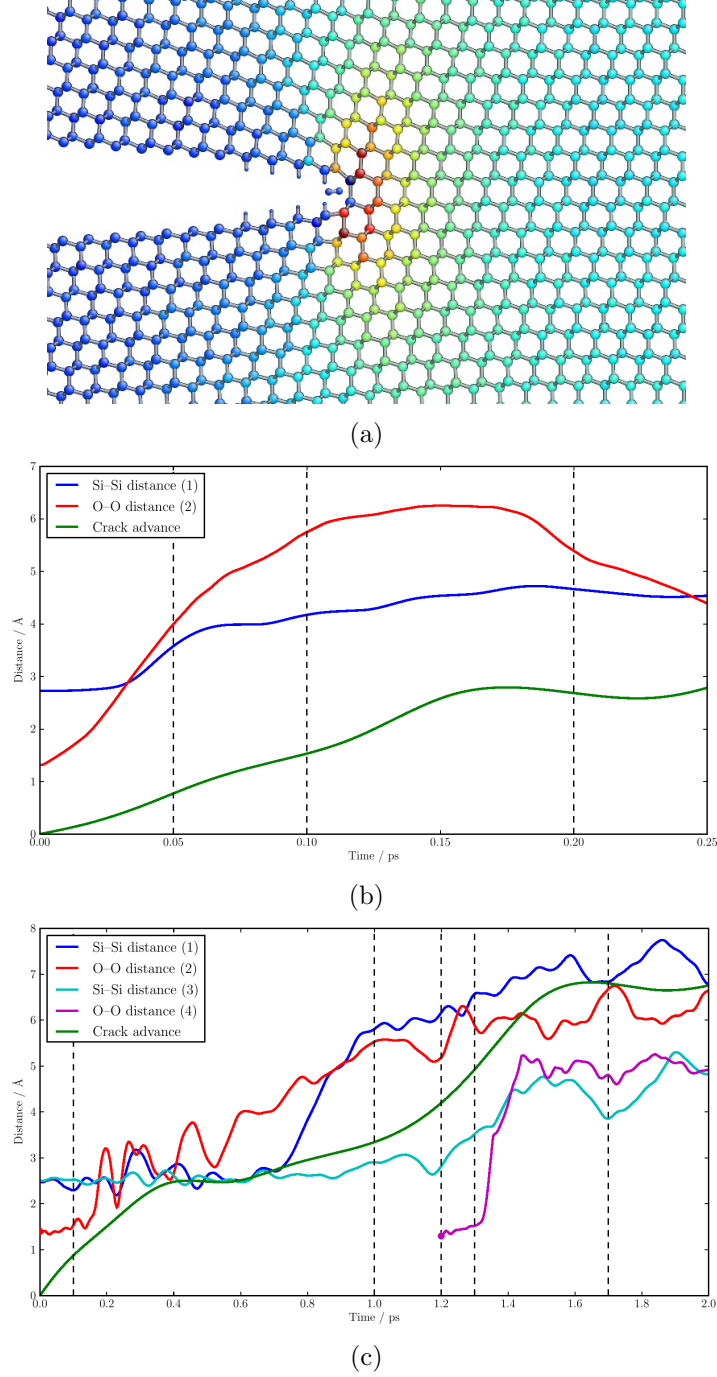 (a)
7
6
5
4
3
2
1
0
Distance / Å
Si–Si distance (1)
O–O distance (2)
Crack advance
0.00 0.05 0.10 0.15 0.20 0.25
Time / ps
(b)
8
7
6
5
4
3
2
1
0
Distance / Å
Si–Si distance (1)
O–O distance (2)
Si–Si distance (3)
O–O distance (4)
Crack advance
0.0 0.2 0.4 0.6 0.8 1.0 1.2 1.4 1.6 1.8 2.0
Time / ps
(c)